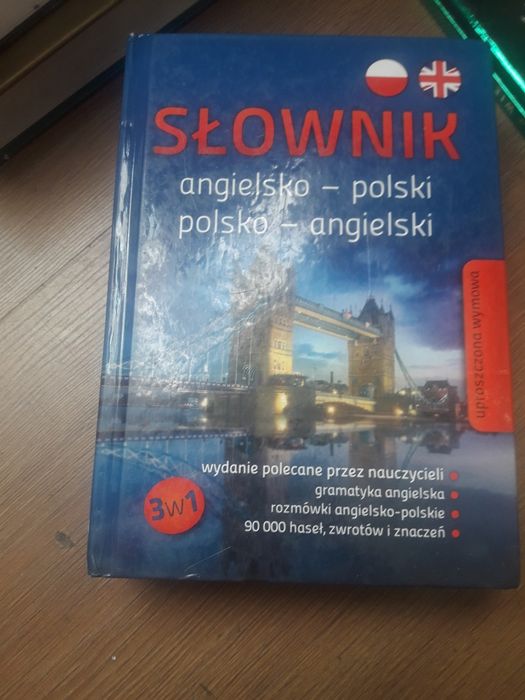 SŁOWNIK
angielsko – polski
polsko – angielski
uproszczona wymowa
wydanie polecane przez nauczycieli
gramatyka angielska
rozmówki angielsko-polskie
90 000 haseł, zwrotów i znaczeń
3w1